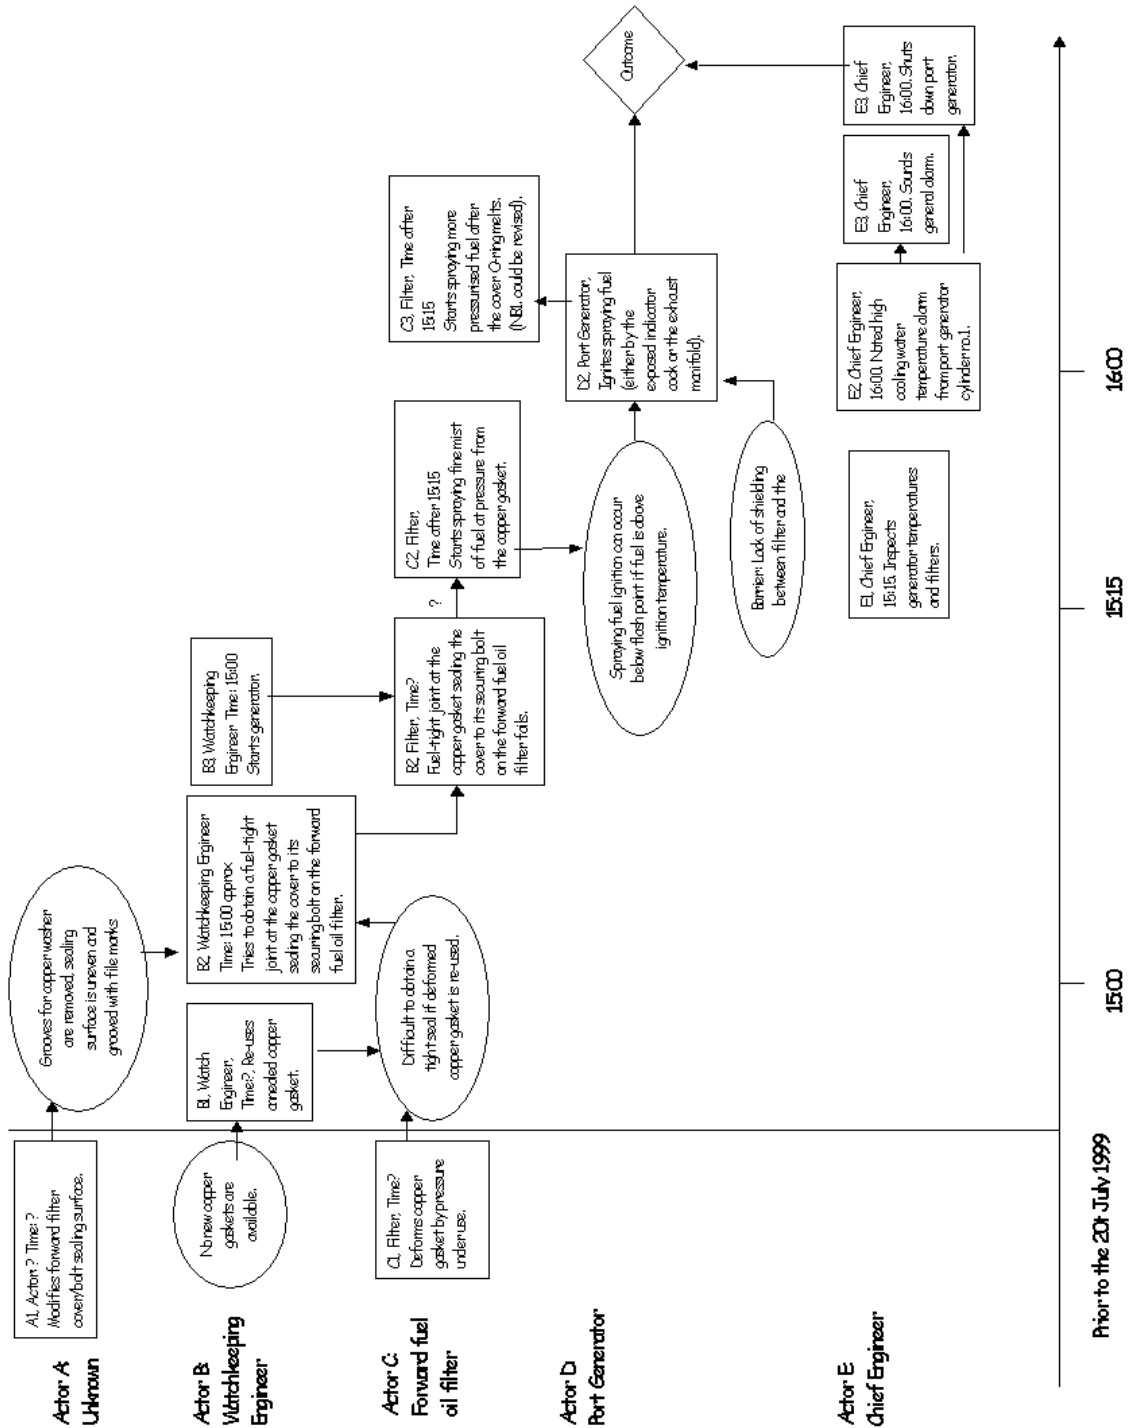 Actor A:
Unknown
A1, Actor? Time: ?
Modifies forward filter
cover/bolt sealing surface.
Grooves for copper washer
are removed, sealing
surface is uneven and
grooved with file marks
Actor B:
Watchkeeping
Engineer
No new copper
gaskets are
available.
B1, Watch
Engineer,
Time:?, Re-uses
annealed copper
gasket.
B2, Watchkeeping Engineer
Time: 15:00 approx
Tries to obtain a fuel-tight
joint at the copper gasket
sealing the cover to its
securing bolt on the forward
fuel oil filter.
B3, Watchkeeping
Engineer Time: 15:00
Starts generator.
Actor C:
Forward fuel
oil filter
C1, Filter, Time?
Deforms copper
gasket by pressure
under use.
Difficult to obtain a
tight seal if deformed
copper gasket is re-used.
B2, Filter, Time?
Fuel-tight joint at the
copper gasket sealing the
cover to its securing bolt
on the forward fuel oil
filter fails.
?
C2, Filter,
Time after 15:15
Starts spraying fine mist
of fuel at pressure from
the copper gasket.
C3, Filter, Time after
15:15
Starts spraying more
pressurised fuel after
the cover O-ring melts.
(NB1. could be revised).
Actor D:
Port Generator
Spraying fuel ignition can occur
below flash point if fuel is above
ignition temperature.
D2, Port Generator,
Ignites spraying fuel
(either by the
exposed indicator
cock or the exhaust
manifold).
Outcome
Barrier: Lack of shielding
between filter and the
Actor E:
Chief Engineer
E1, Chief Engineer,
15:15. Inspects
generator temperatures
and filters.
E2, Chief Engineer,
16:00. Noted high
cooling water
temperature alarm
from port generator
cylinder no.1.
E3, Chief
Engineer,
16:00. Sounds
general alarm.
E3, Chief
Engineer,
16:00. Shuts
down port
generator.
Prior to the 20t July 1999
15:00
15:15
16:00